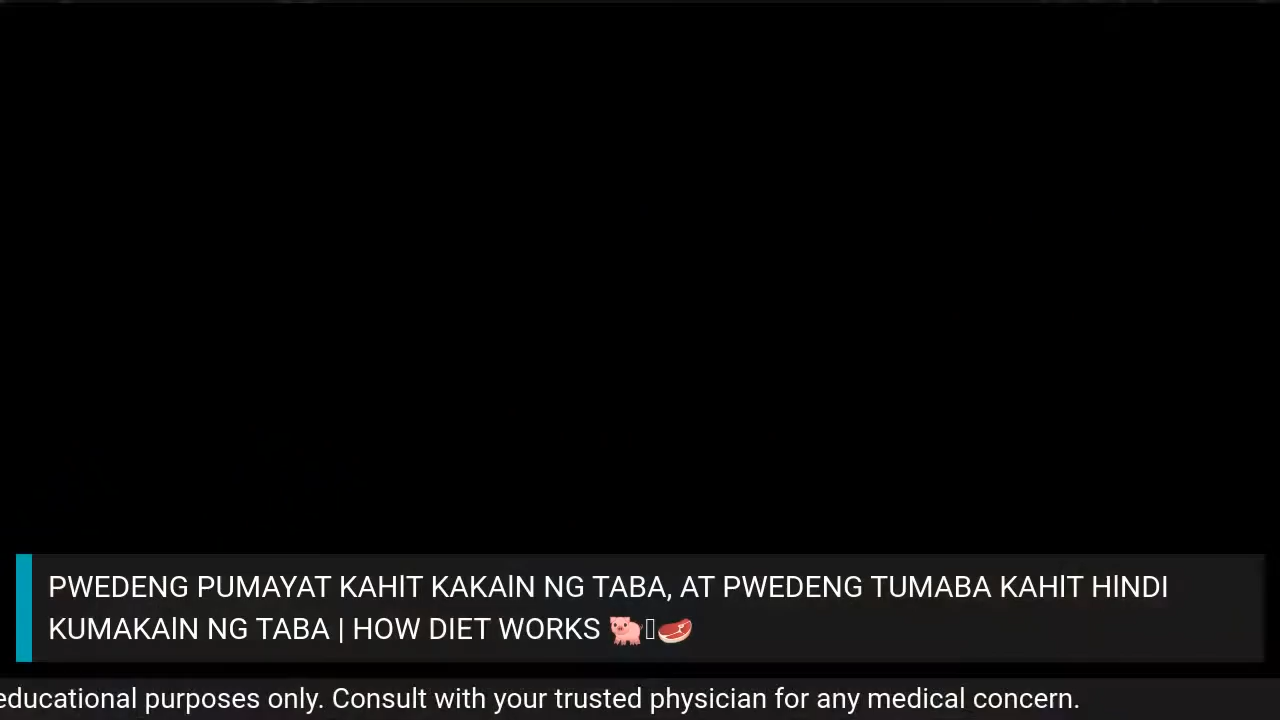 PWEDENG PUMAYAT KAHIT KAKAIN NG TABA, AT PWEDENG TUMABA KAHIT HINDI
KUMAKAIN NG TABA | HOW DIET WORKS 🐖▯🥩
educational purposes only. Consult with your trusted physician for any medical concern.